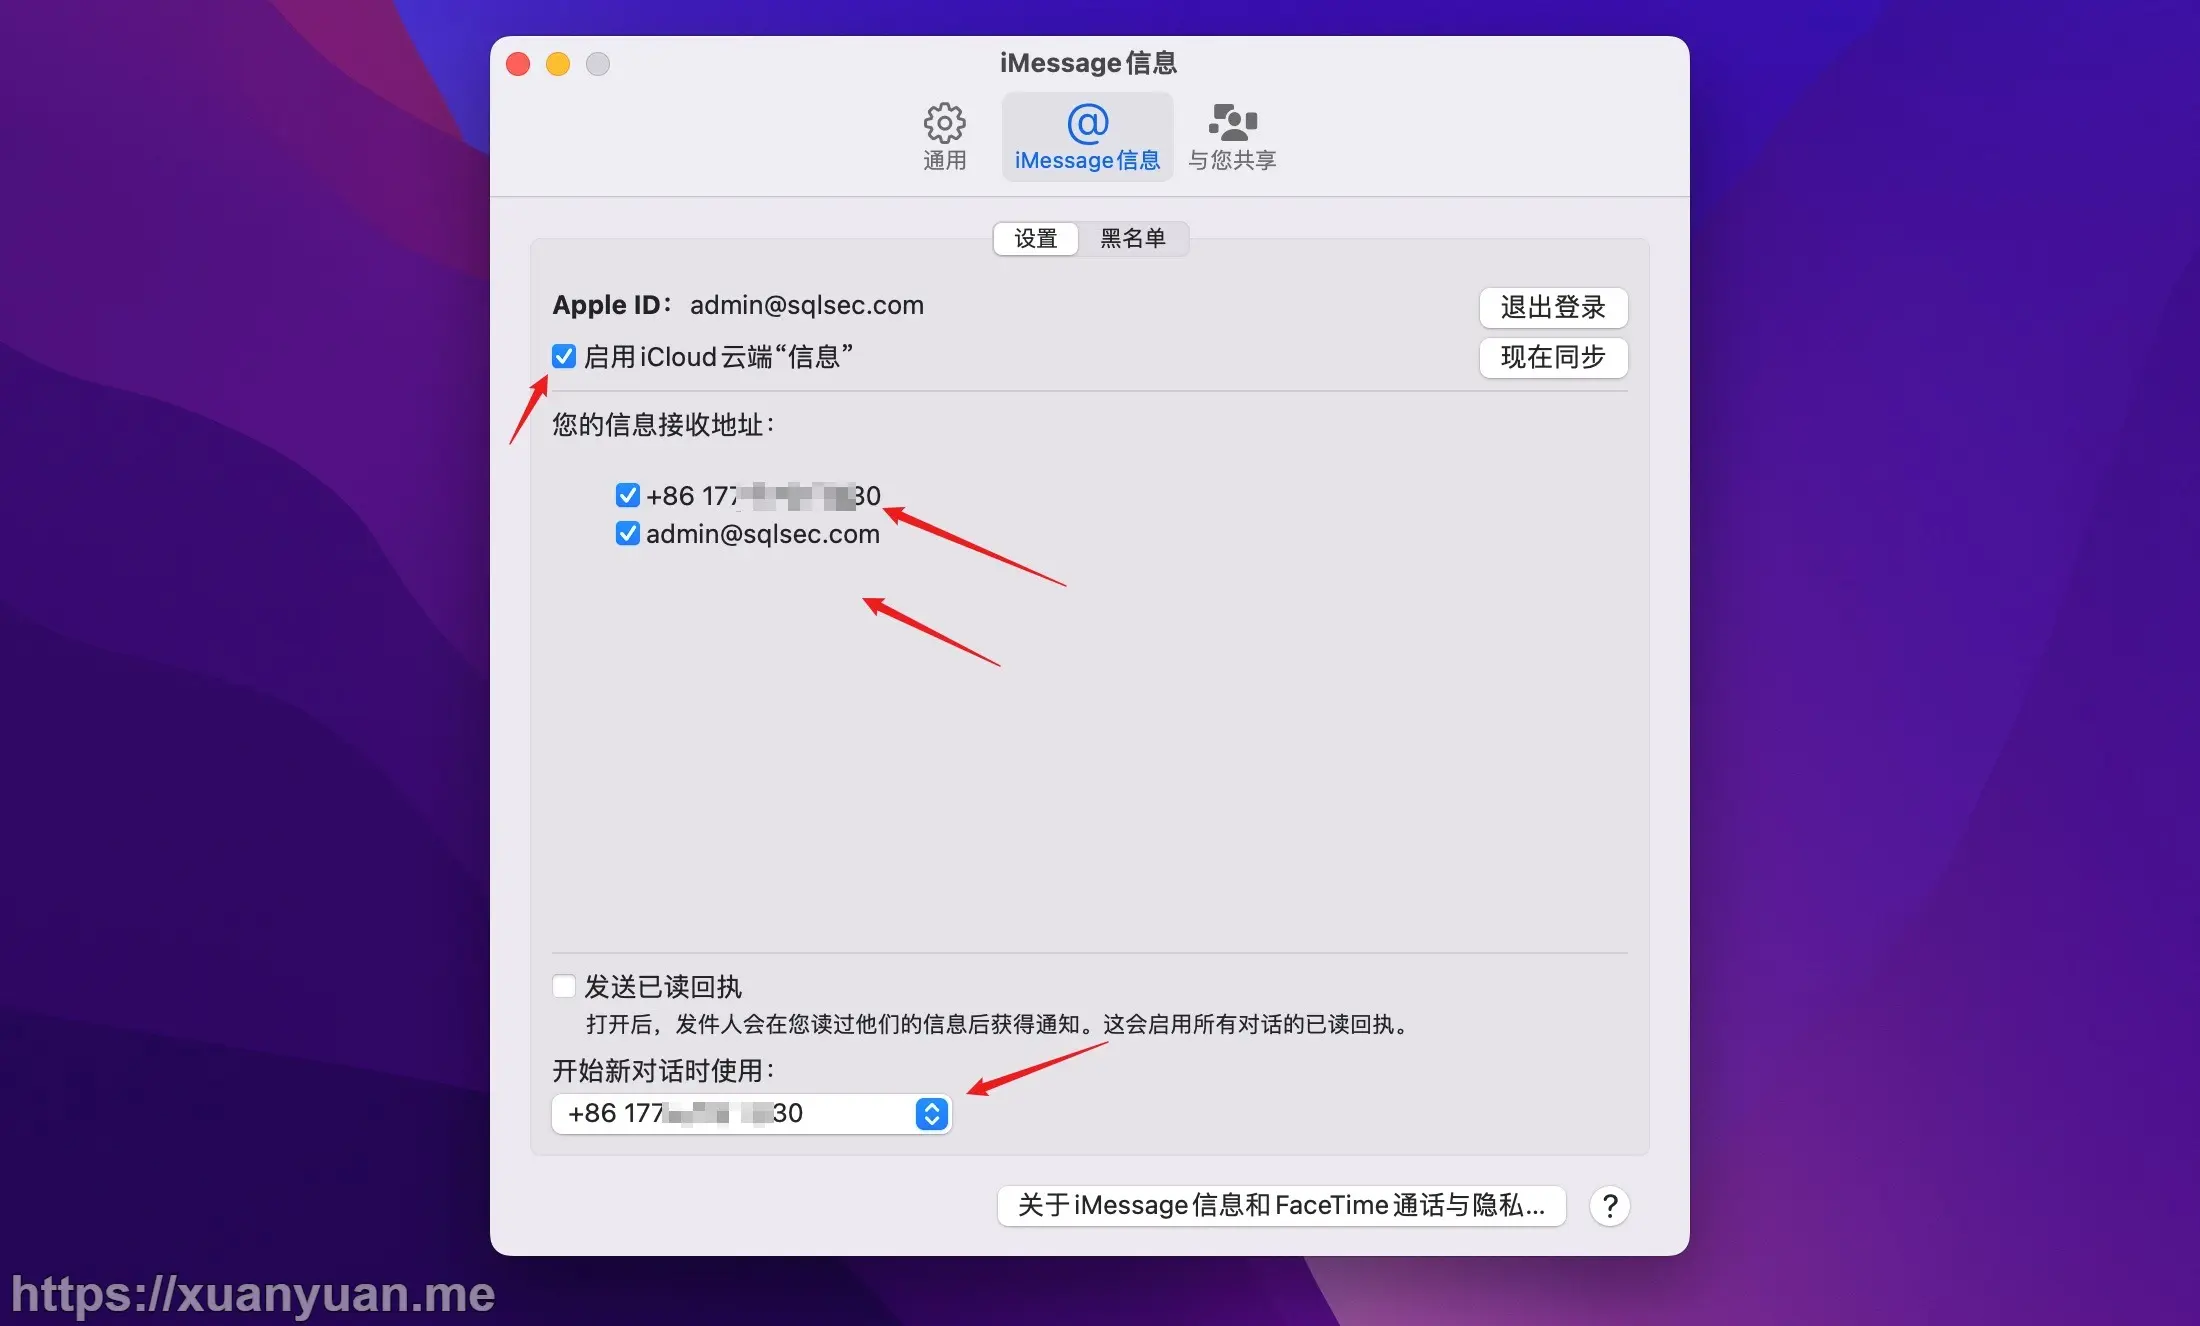 iMessage信息
通用
iMessage信息
与您共享
设置
黑名单
Apple ID： admin@sqlsec.com
退出登录
启用iCloud云端“信息”
现在同步
您的信息接收地址：
+86 177 30
admin@sqlsec.com
发送已读回执
打开后，发件人会在您读过他们的信息后获得通知。这会启用所有对话的已读回执。
开始新对话时使用：
+86 177 30
关于iMessage信息和FaceTime通话与隐私...
?
https://xuanyuan.me